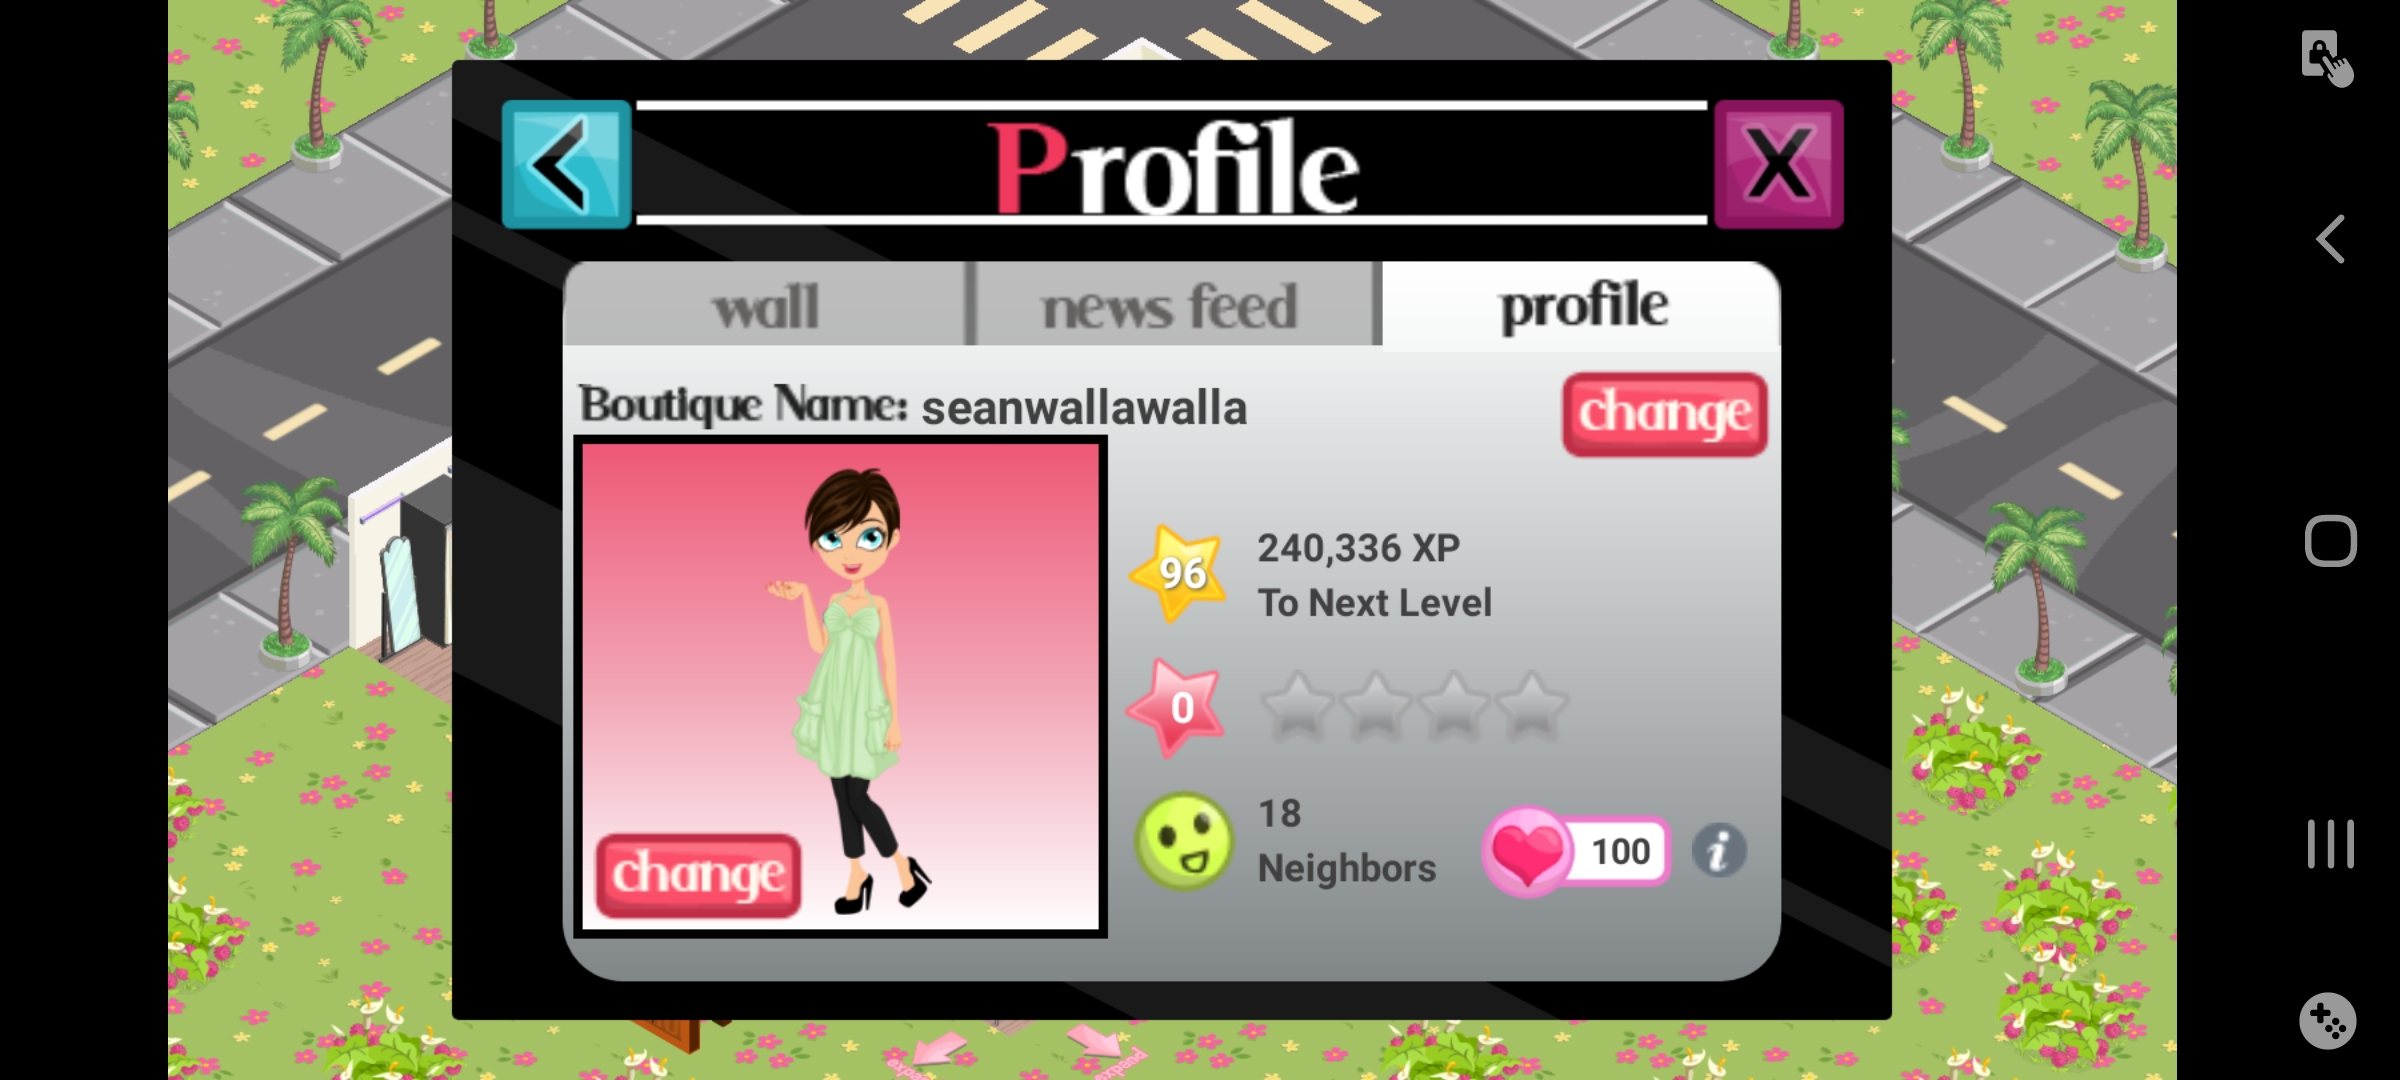 Profile
X
wall
news feed
profile
Boutique Name: seanwallawalla
change
96
240,336 XP
To Next Level
0
18
Neighbors
100
i
change
expand